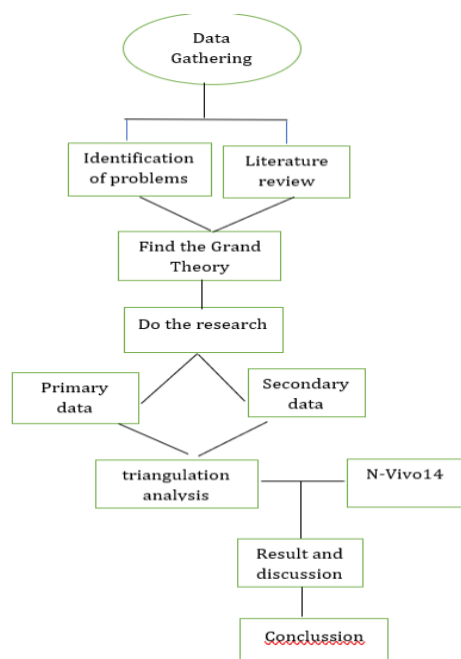 Data
Gathering
Identification
of problems
Literature
review
Find the Grand
Theory
Do the research
Primary
data
Secondary
data
triangulation
analysis
N-Vivo14
Result and
discussion
Conclussion